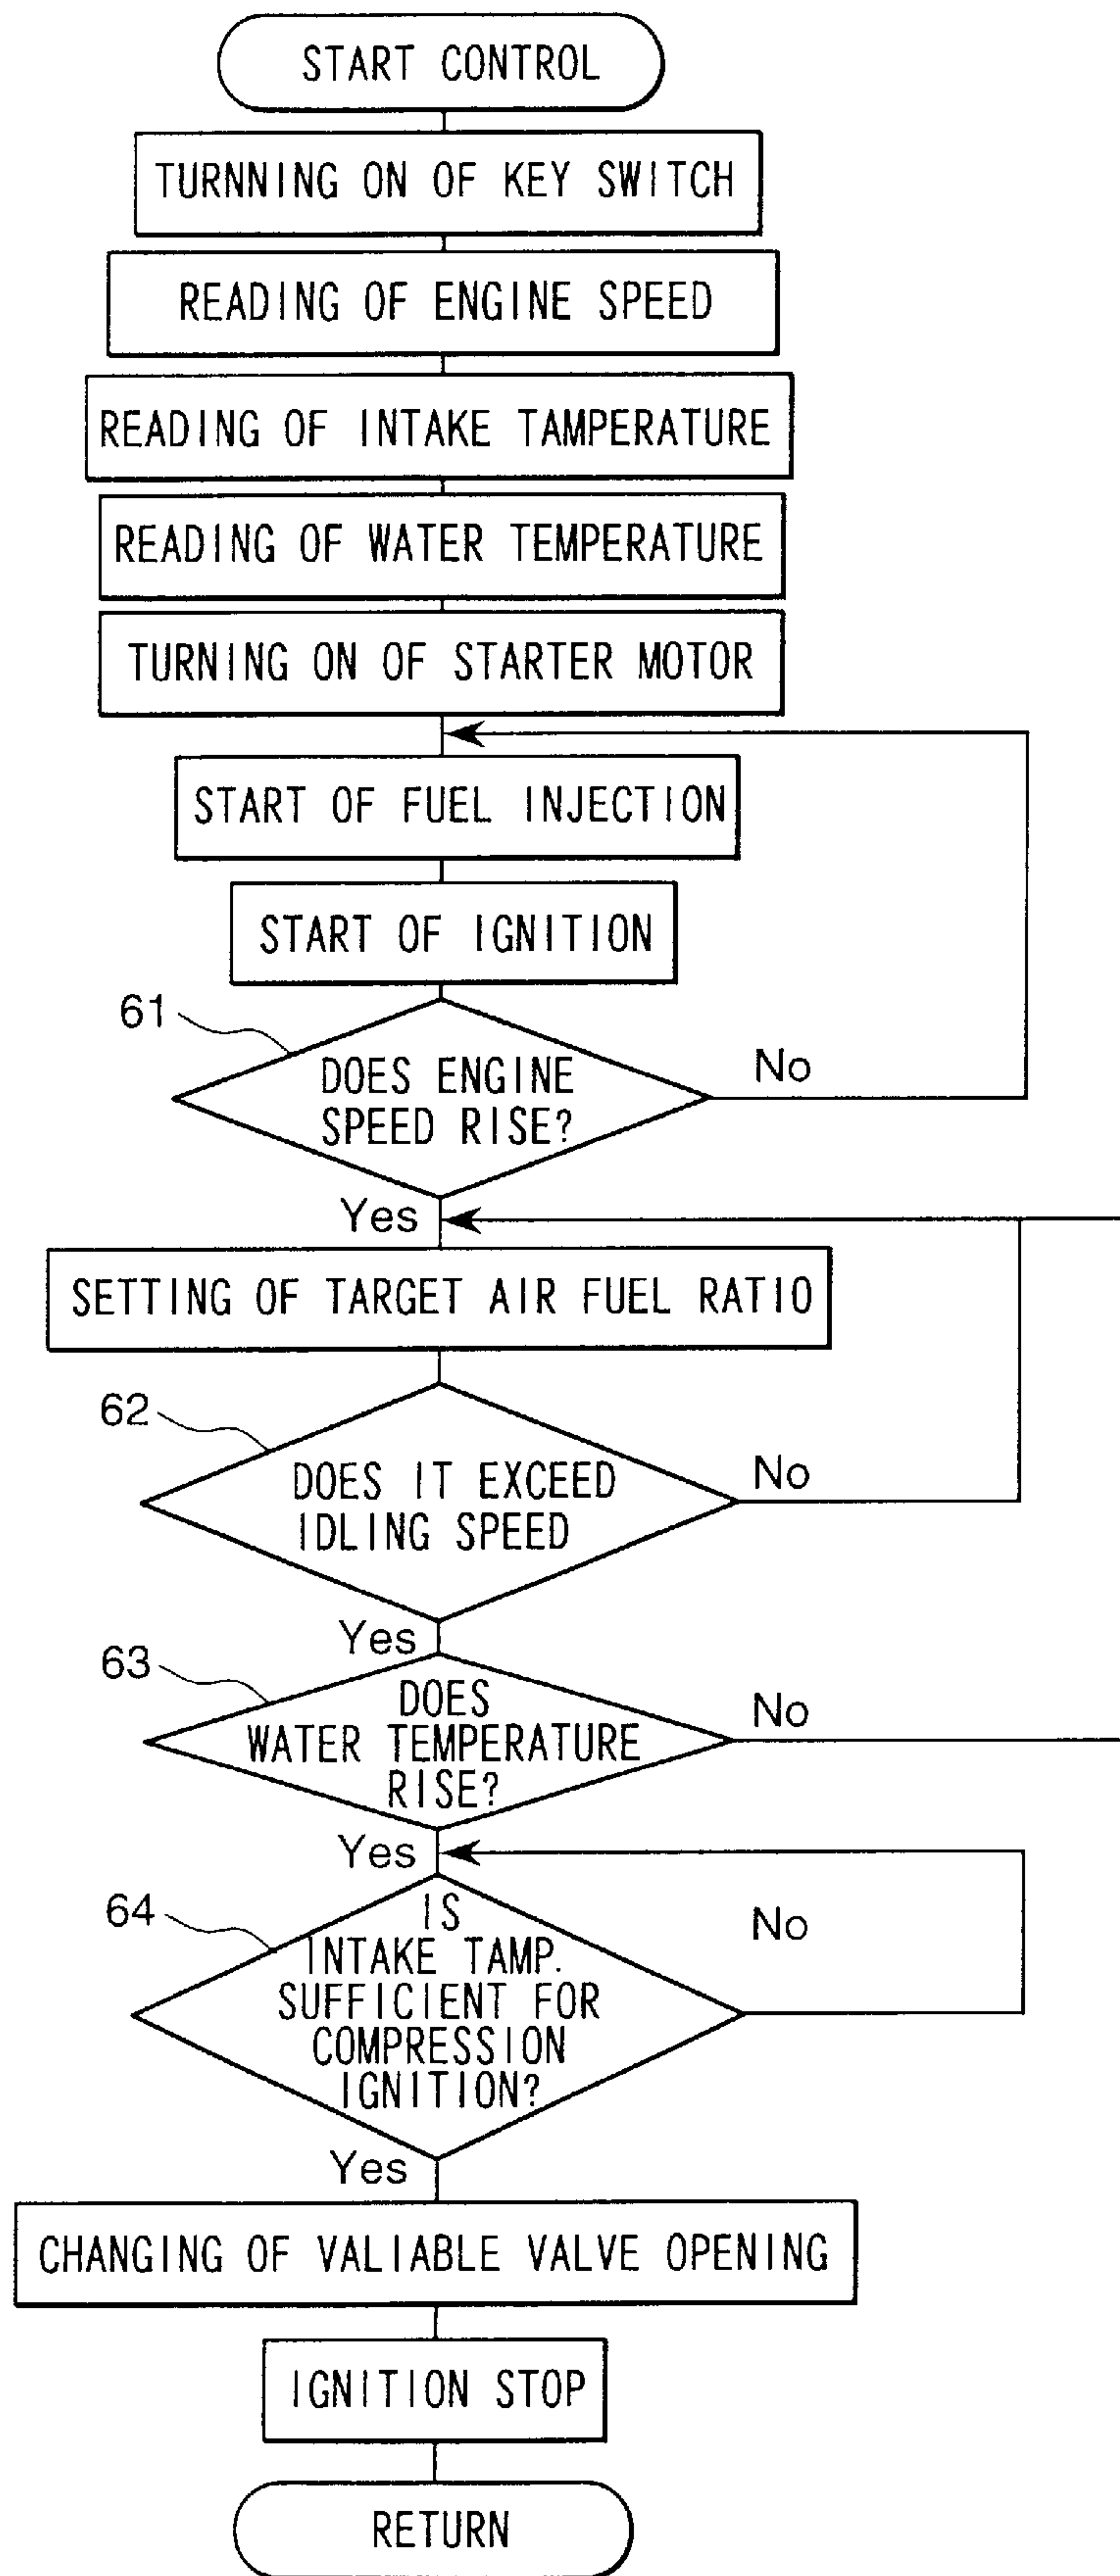 START CONTROL
TURNNING ON OF KEY SWITCH
READING OF ENGINE SPEED
READING OF INTAKE TAMPERATURE
READING OF WATER TEMPERATURE
TURNING ON OF STARTER MOTOR
START OF FUEL INJECTION
START OF IGNITION
61
DOES ENGINE
SPEED RISE?
No
Yes
SETTING OF TARGET AIR FUEL RATIO
62
DOES IT EXCEED
IDLING SPEED
No
Yes
63
DOES
WATER TEMPERATURE
RISE?
No
Yes
64
IS
INTAKE TAMP.
SUFFICIENT FOR
COMPRESSION
IGNITION?
No
Yes
CHANGING OF VALIABLE VALVE OPENING
IGNITION STOP
RETURN